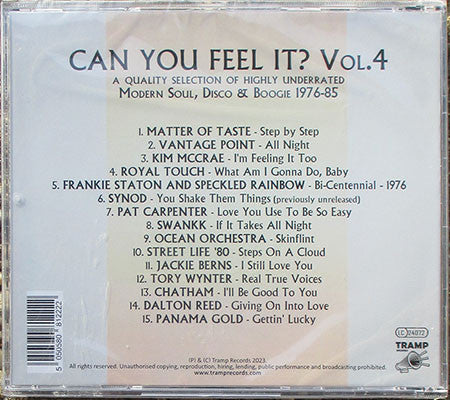 CAN YOU FEEL IT? VOL.4
A QUALITY SELECTION OF HIGHLY UNDERRATED
MODERN SOUL, DISCO & BOOGIE 1976-85
1. MATTER OF TASTE - Step by Step
2. VANTAGE POINT - All Night
3. KIM MCCRAE - I'm Feeling It Too
4. ROYAL TOUCH - What Am I Gonna Do, Baby
5. FRANKIE STATON AND SPECKLED RAINBOW - Bi-Centennial - 1976
6. SYNOD - You Shake Them Things (previously unreleased)
7. PAT CARPENTER - Love You Use To Be So Easy
8. SWANKK - If It Takes All Night
9. OCEAN ORCHESTRA - Skinflint
10. STREET LIFE '80 - Steps On A Cloud
11. JACKIE BERNS - I Still Love You
12. TORY WYNTER - Real True Voices
13. CHATHAM - I'll Be Good To You
14. DALTON REED - Giving On Into Love
15. PANAMA GOLD - Gettin' Lucky
5 050580 812222
LC 24072
TRAMP
(P) & (C) Tramp Records 2023.
All rights reserved. Unauthorised copying, reproduction, hiring, lending, public performance and broadcasting prohibited.
www.tramprecords.com